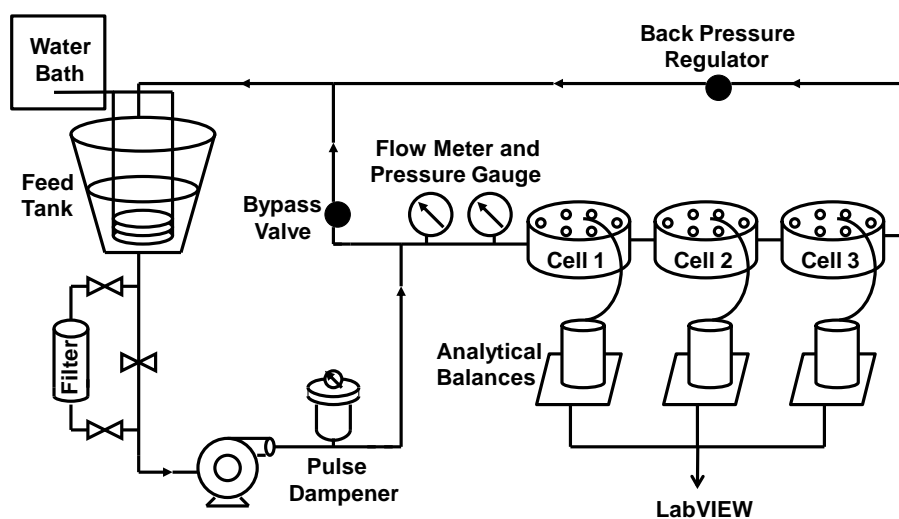 Water
Bath
Back Pressure
Regulator
Feed
Tank
Flow Meter and
Pressure Gauge
Bypass
Valve
Cell 1
Cell 2
Cell 3
Filter
Analytical
Balances
Pulse
Dampener
LabVIEW